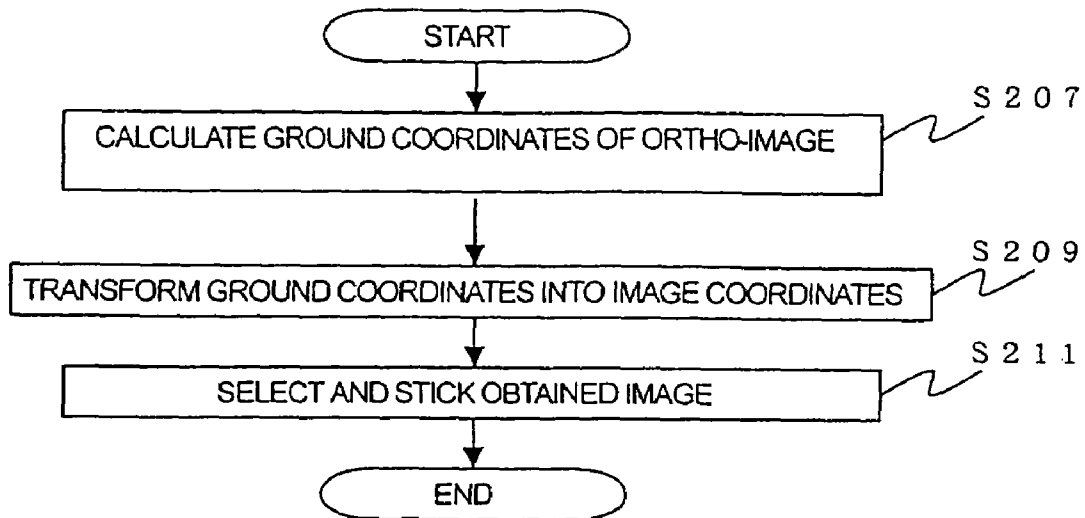 START
S207
CALCULATE GROUND COORDINATES OF ORTHO-IMAGE
S209
TRANSFORM GROUND COORDINATES INTO IMAGE COORDINATES
S211
SELECT AND STICK OBTAINED IMAGE
END